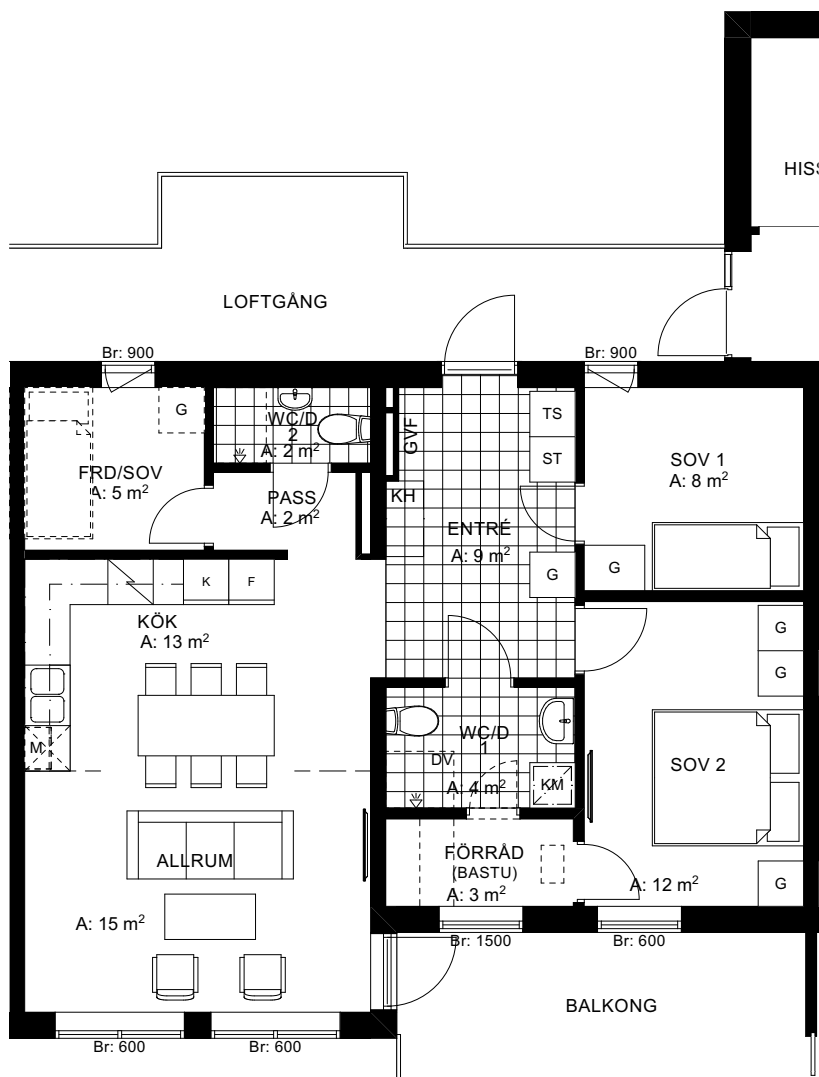 HISS
LOFTGÅNG
Br: 900
Br: 900
G
WC/D
2
A: 2 m²
GVF
TS
ST
FRD/SOV
A: 5 m²
PASS
A: 2 m²
KH
ENTRÉ
A: 9 m²
SOV 1
A: 8 m²
K
F
G
G
KÖK
A: 13 m²
G
G
M
WC/D
1
DV
A: 4 m²
KM
SOV 2
ALLRUM
FÖRRÅD
(BASTU)
A: 3 m²
A: 12 m²
G
A: 15 m²
Br: 1500
Br: 600
BALKONG
Br: 600
Br: 600